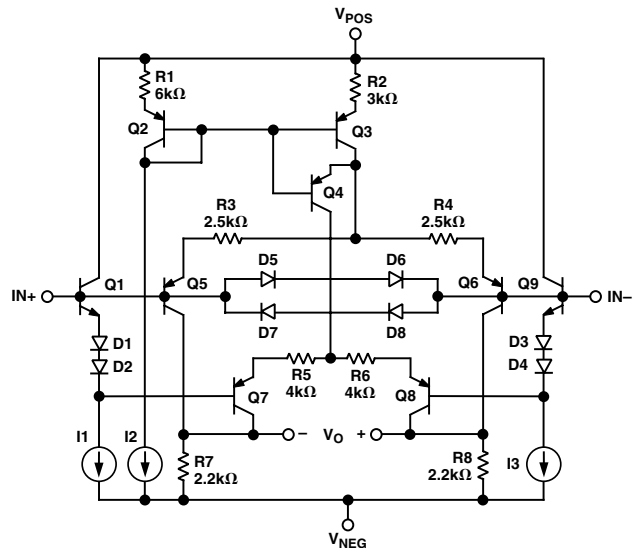 VPOS
R1
6kΩ
R2
3kΩ
Q2
Q3
Q4
R3
2.5kΩ
R4
2.5kΩ
D5
D6
Q1
Q5
Q6
Q9
IN+
IN–
D7
D8
D1
D2
D3
D4
R5
4kΩ
R6
4kΩ
Q7
Q8
I1
I2
–
VO
+
R7
2.2kΩ
R8
2.2kΩ
I3
VNEG